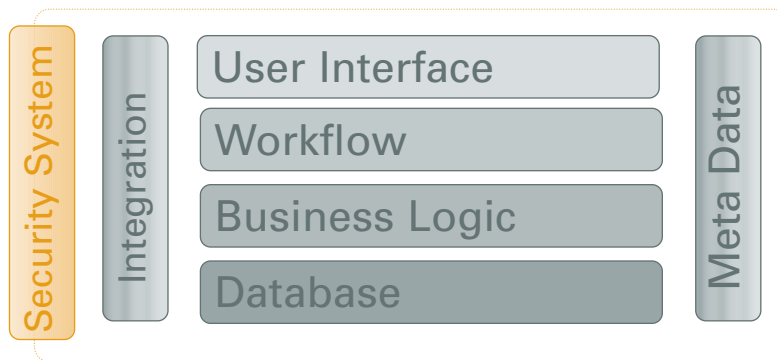 Security System
Integration
User Interface
Workflow
Business Logic
Database
Meta Data